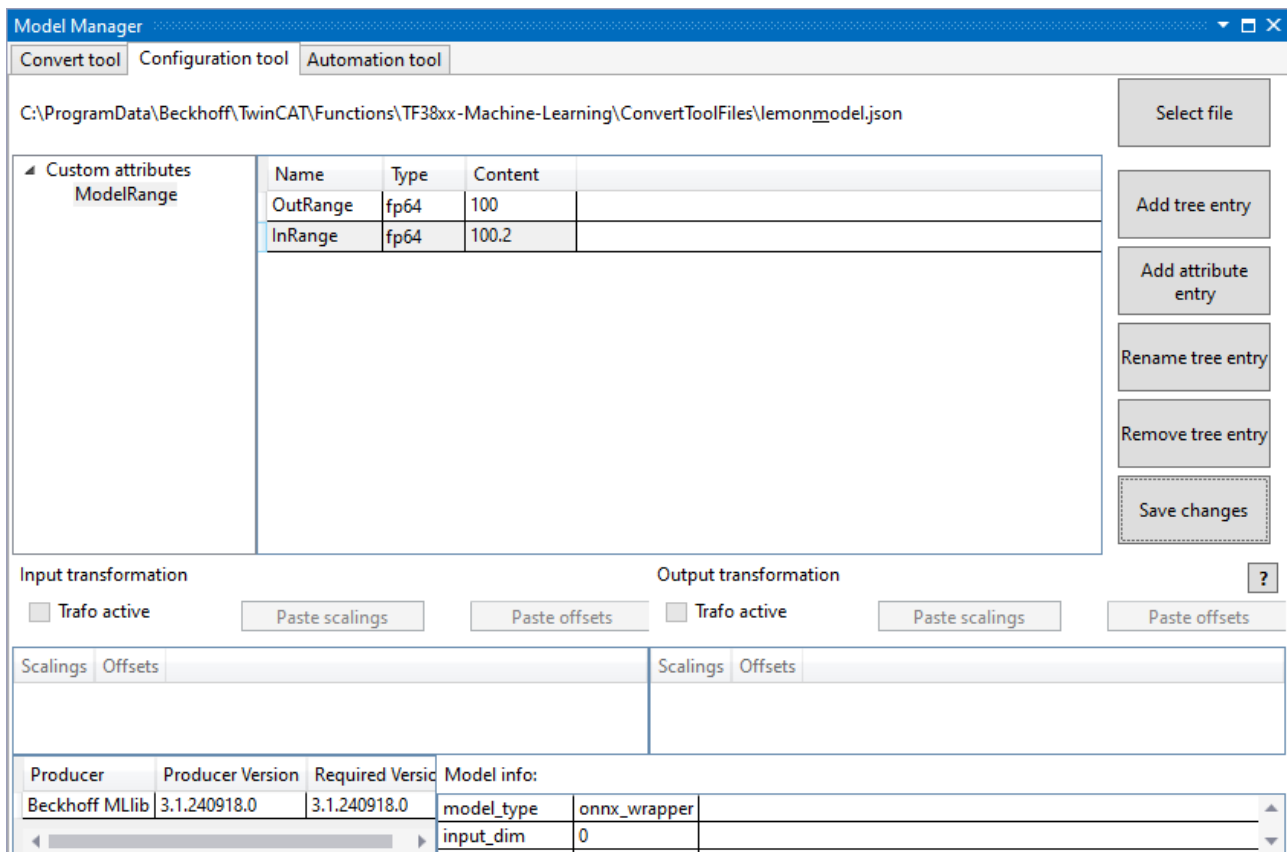 Model Manager
Convert tool Configuration tool Automation tool
C:\ProgramData\Beckhoff\TwinCAT\Functions\TF38xx-Machine-Learning\ConvertToolFiles\lemonmodel.json
Select file
Custom attributes
ModelRange
Name Type Content
OutRange fp64 100
InRange fp64 100.2
Add tree entry
Add attribute
entry
Rename tree entry
Remove tree entry
Save changes
Input transformation
Trafo active Paste scalings Paste offsets
Output transformation ?
Trafo active Paste scalings Paste offsets
Scalings Offsets
Scalings Offsets
Producer Producer Version Required Versio
Beckhoff MLlib 3.1.240918.0 3.1.240918.0
Model info:
model_type onnx_wrapper
input_dim 0